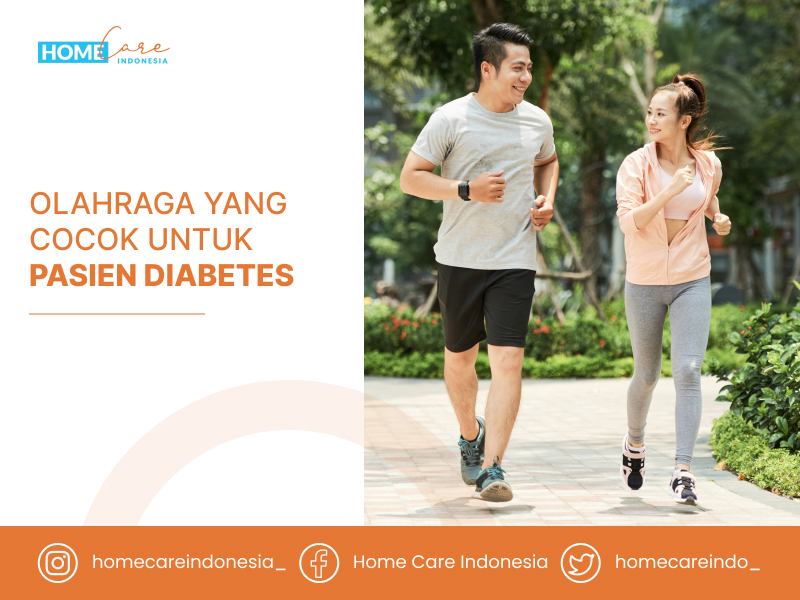 HOME Care
INDONESIA
OLAHRAGA YANG
COCOK UNTUK
PASIEN DIABETES
homecareindonesia_
Home Care Indonesia
homecareindo_